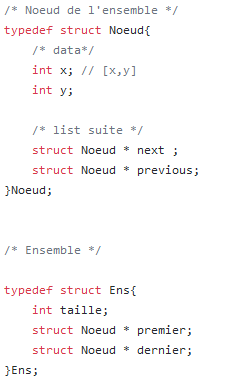 /* Noeud de l'ensemble */
typedef struct Noeud{
/* data*/
int x; // [x,y]
int y;
/* list suite */
struct Noeud * next ;
struct Noeud * previous;
}Noeud;
/* Ensemble */
typedef struct Ens{
int taille;
struct Noeud * premier;
struct Noeud * dernier;
}Ens;